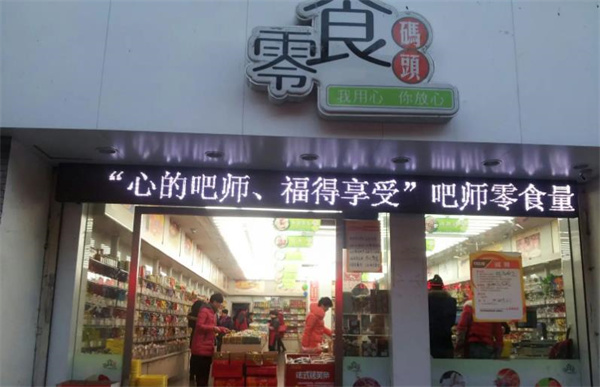 零食
碼頭
我用心 你放心
“心的吧师、福得享受”吧师零食量